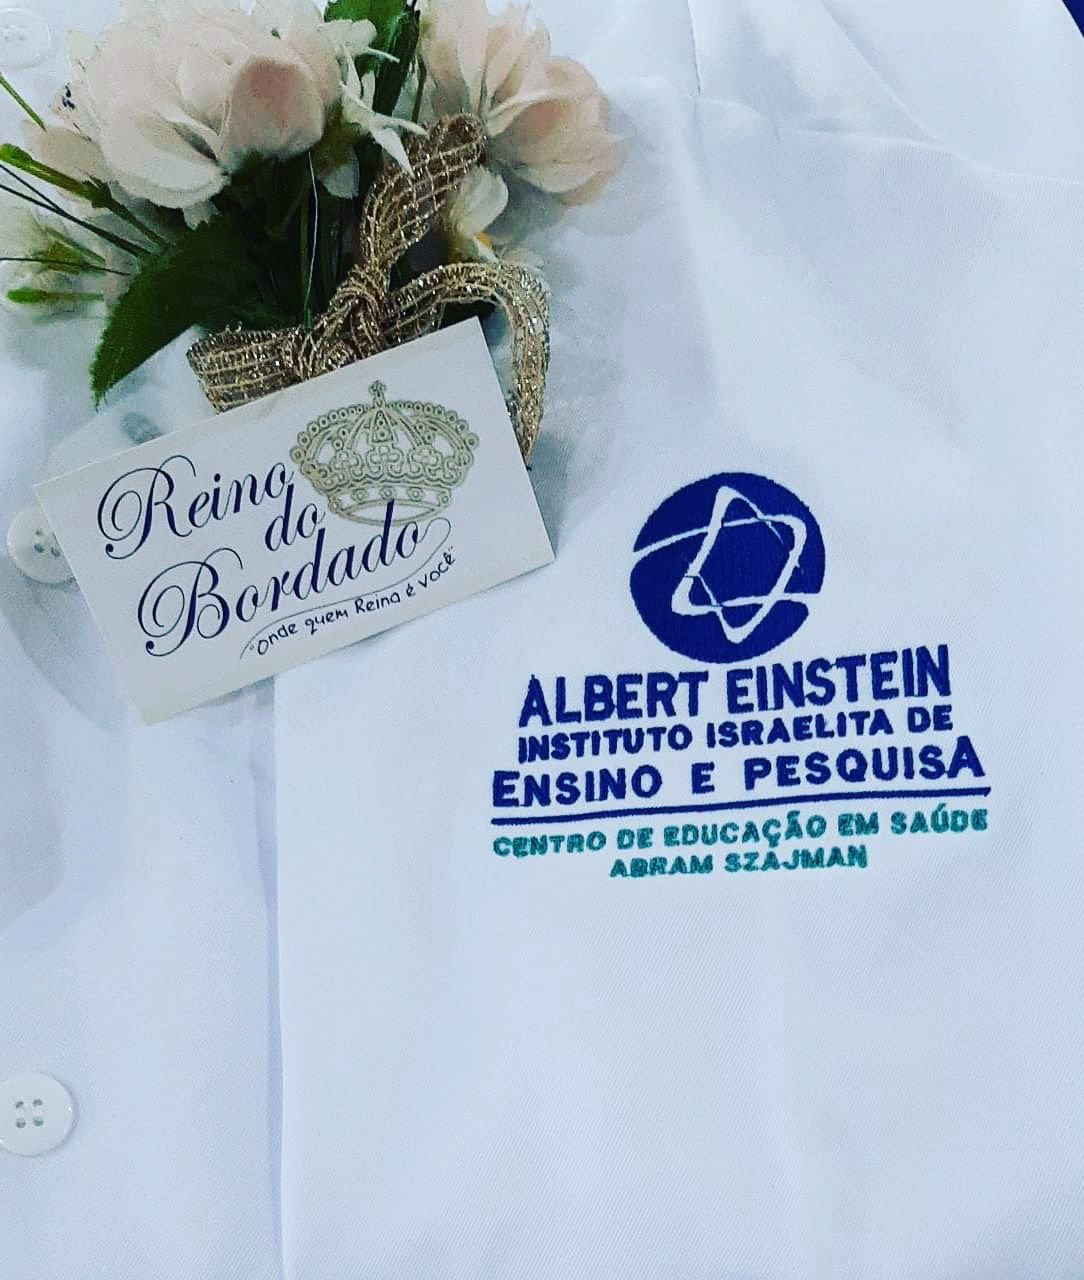 Reino
do
Bordado
"Onde quem Reina é você"
ALBERT EINSTEIN
INSTITUTO ISRAELITA DE
ENSINO E PESQUISA
CENTRO DE EDUCAÇÃO EM SAÚDE
ABRAM SZAJMAN